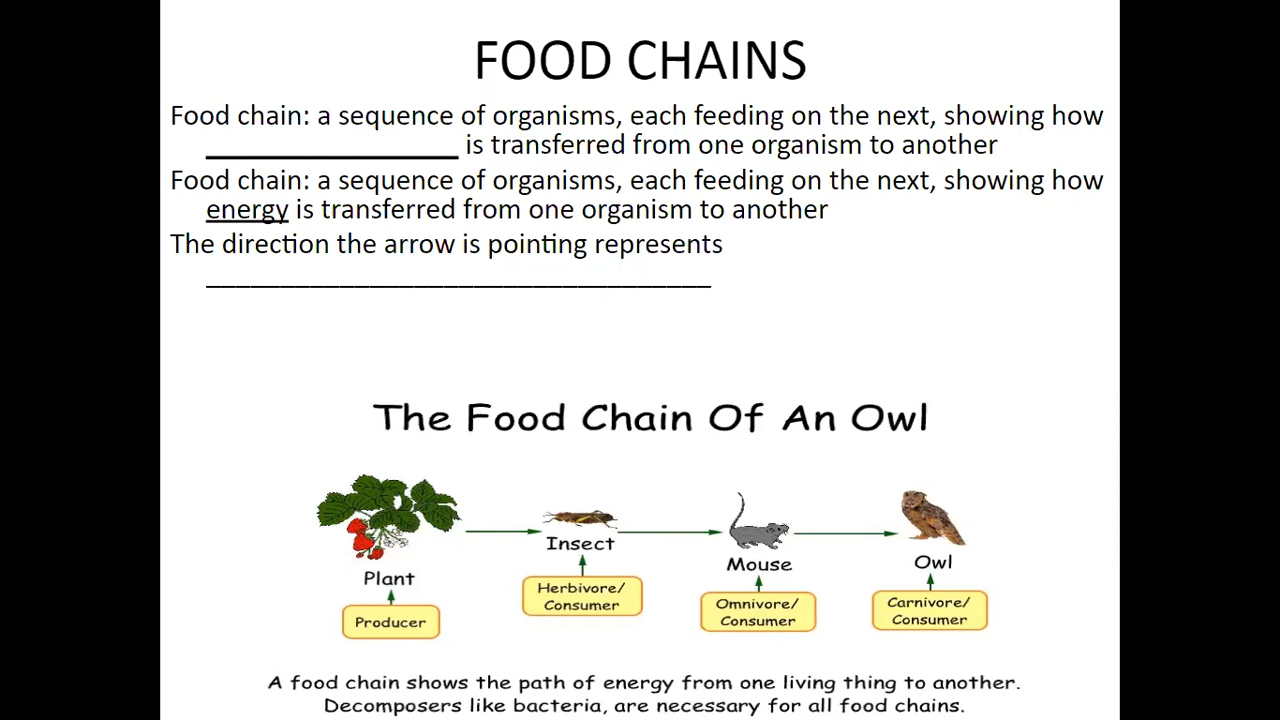 FOOD CHAINS
Food chain: a sequence of organisms, each feeding on the next, showing how
_________________ is transferred from one organism to another
Food chain: a sequence of organisms, each feeding on the next, showing how
energy is transferred from one organism to another
The direction the arrow is pointing represents
__________________________________
The Food Chain Of An Owl
Plant
Insect
Mouse
Owl
Producer
Herbivore/
Consumer
Omnivore/
Consumer
Carnivore/
Consumer
A food chain shows the path of energy from one living thing to another.
Decomposers like bacteria, are necessary for all food chains.